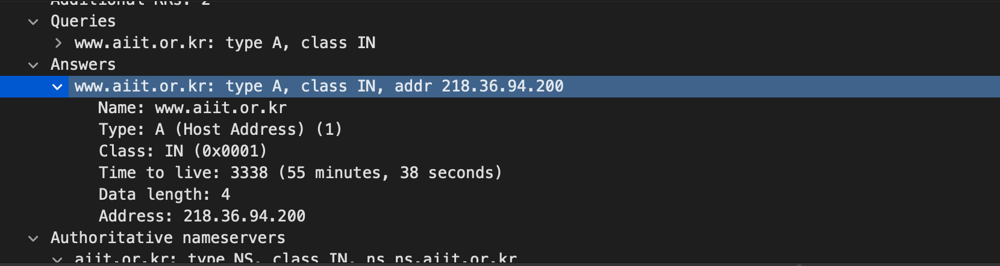 Additional RRs: 2
Queries
www.aiit.or.kr: type A, class IN
Answers
www.aiit.or.kr: type A, class IN, addr 218.36.94.200
Name: www.aiit.or.kr
Type: A (Host Address) (1)
Class: IN (0x0001)
Time to live: 3338 (55 minutes, 38 seconds)
Data length: 4
Address: 218.36.94.200
Authoritative nameservers
aiit.or.kr: type NS, class IN, ns ns.aiit.or.kr